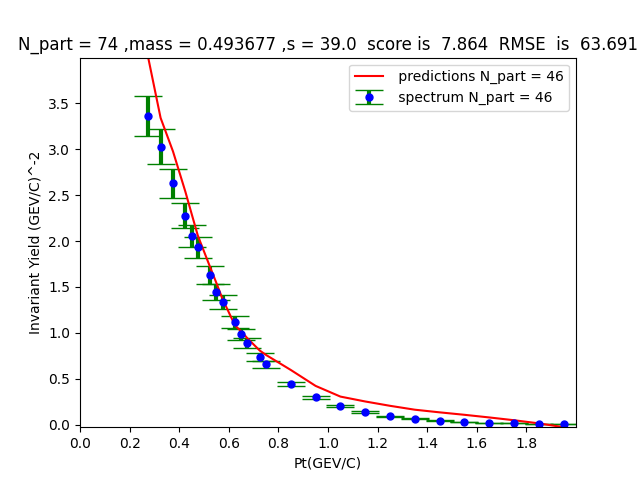 N_part = 74 ,mass = 0.493677 ,s = 39.0  score is  7.864  RMSE  is  63.691
predictions N_part = 46
spectrum N_part = 46
Invariant Yield (GEV/C)^-2
3.5
3.0
2.5
2.0
1.5
1.0
0.5
0.0
0.0 0.2 0.4 0.6 0.8 1.0 1.2 1.4 1.6 1.8
Pt(GEV/C)